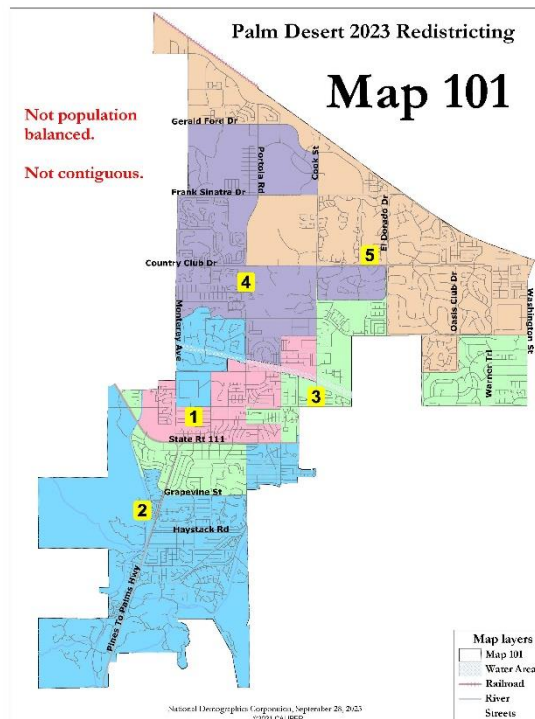 Palm Desert 2023 Redistricting
Map 101
Not population
balanced.
Not contiguous.
Gerald Ford Dr
Portola Rd
Cook St
Frank Sinatra Dr
El Dorado Dr
5
Country Club Dr
4
Monterey Ave
Oasis Club Dr
Washington St
Warner Trl
3
1
State Rt 111
Grapevine St
2
Haystack Rd
Pines To Palms Hwy
Map layers
Map 101
Water Area
Railroad
River
Streets
National Demographics Corporation, September 28, 2023
©2021 CALIPER